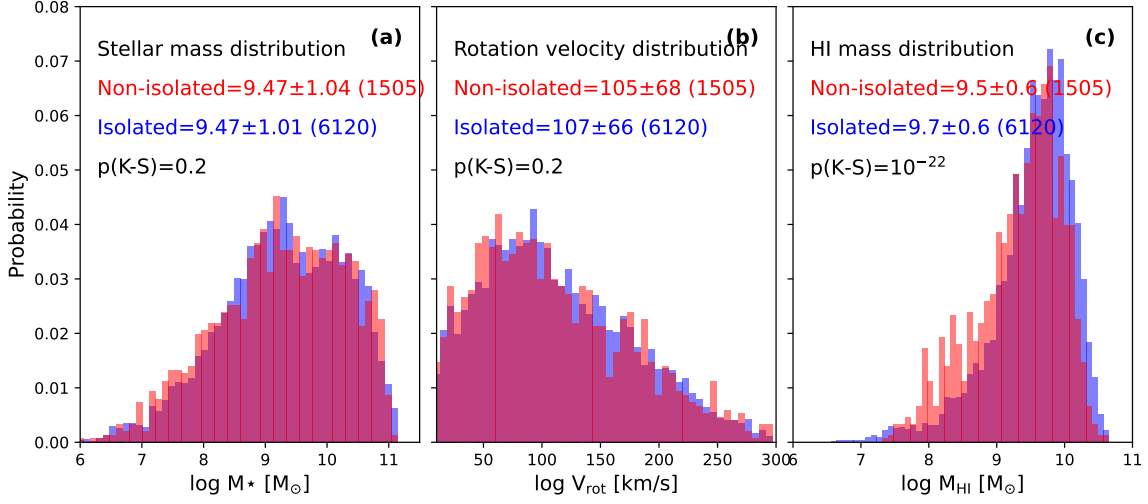 (a)
Stellar mass distribution
Non-isolated=9.47±1.04 (1505)
Isolated=9.47±1.01 (6120)
p(K-S)=0.2
0.08
0.07
0.06
0.05
0.04
0.03
0.02
0.01
0.00
Probability
6 7 8 9 10 11
log M⋆ [M☉]
(b)
Rotation velocity distribution
Non-isolated=105±68 (1505)
Isolated=107±66 (6120)
p(K-S)=0.2
50 100 150 200 250 300
log V_rot [km/s]
(c)
HI mass distribution
Non-isolated=9.5±0.6 (1505)
Isolated=9.7±0.6 (6120)
p(K-S)=10⁻²²
6 7 8 9 10 11
log M_HI [M☉]